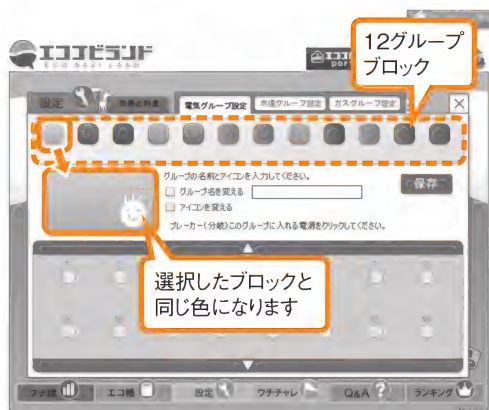 12グループ
ブロック
エコナビランド
設定
電気グループ設定
水道グループ設定
ガスグループ設定
グループの名前とアイコンを入力してください。
グループ名を変える
アイコンを変える
保存
ブレーカー(分岐)このグループに入れる電源をクリックしてください。
選択したブロックと
同じ色になります
エコ帳
設定
ウチチャレ
Q&A
ランキング